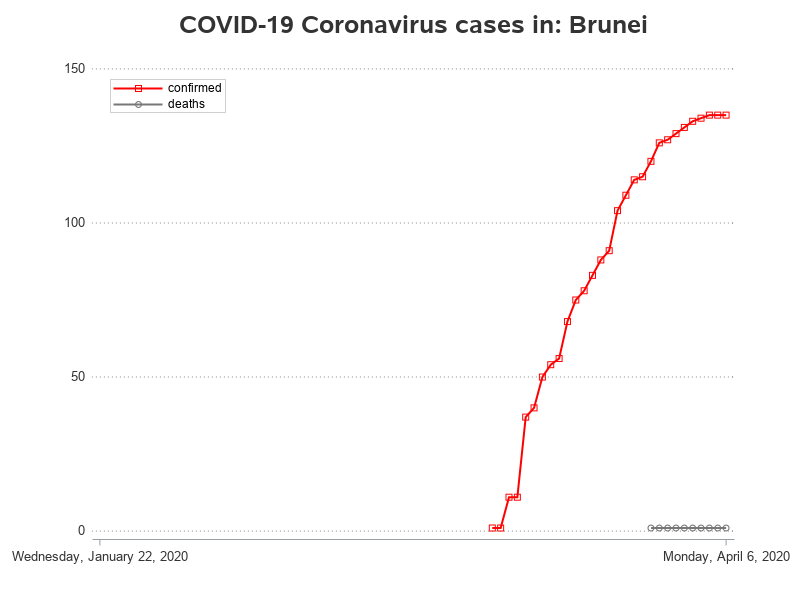 COVID-19 Coronavirus cases in: Brunei
150
confirmed
deaths
100
50
0
Wednesday, January 22, 2020
Monday, April 6, 2020